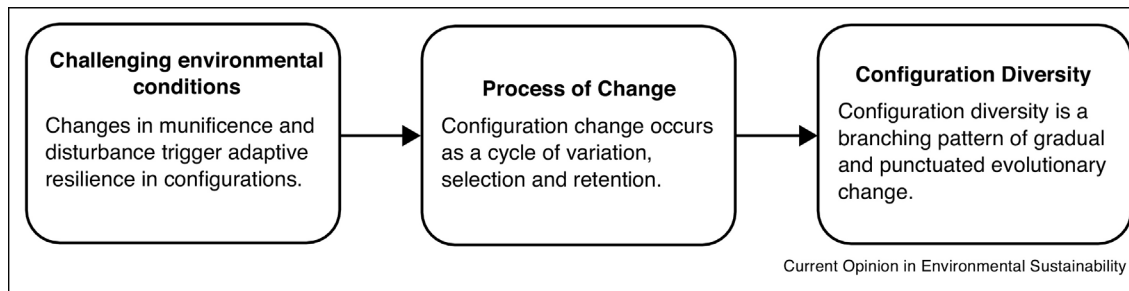 Challenging environmental
conditions
Changes in munificence and
disturbance trigger adaptive
resilience in configurations.
Process of Change
Configuration change occurs
as a cycle of variation,
selection and retention.
Configuration Diversity
Configuration diversity is a
branching pattern of gradual
and punctuated evolutionary
change.
Current Opinion in Environmental Sustainability